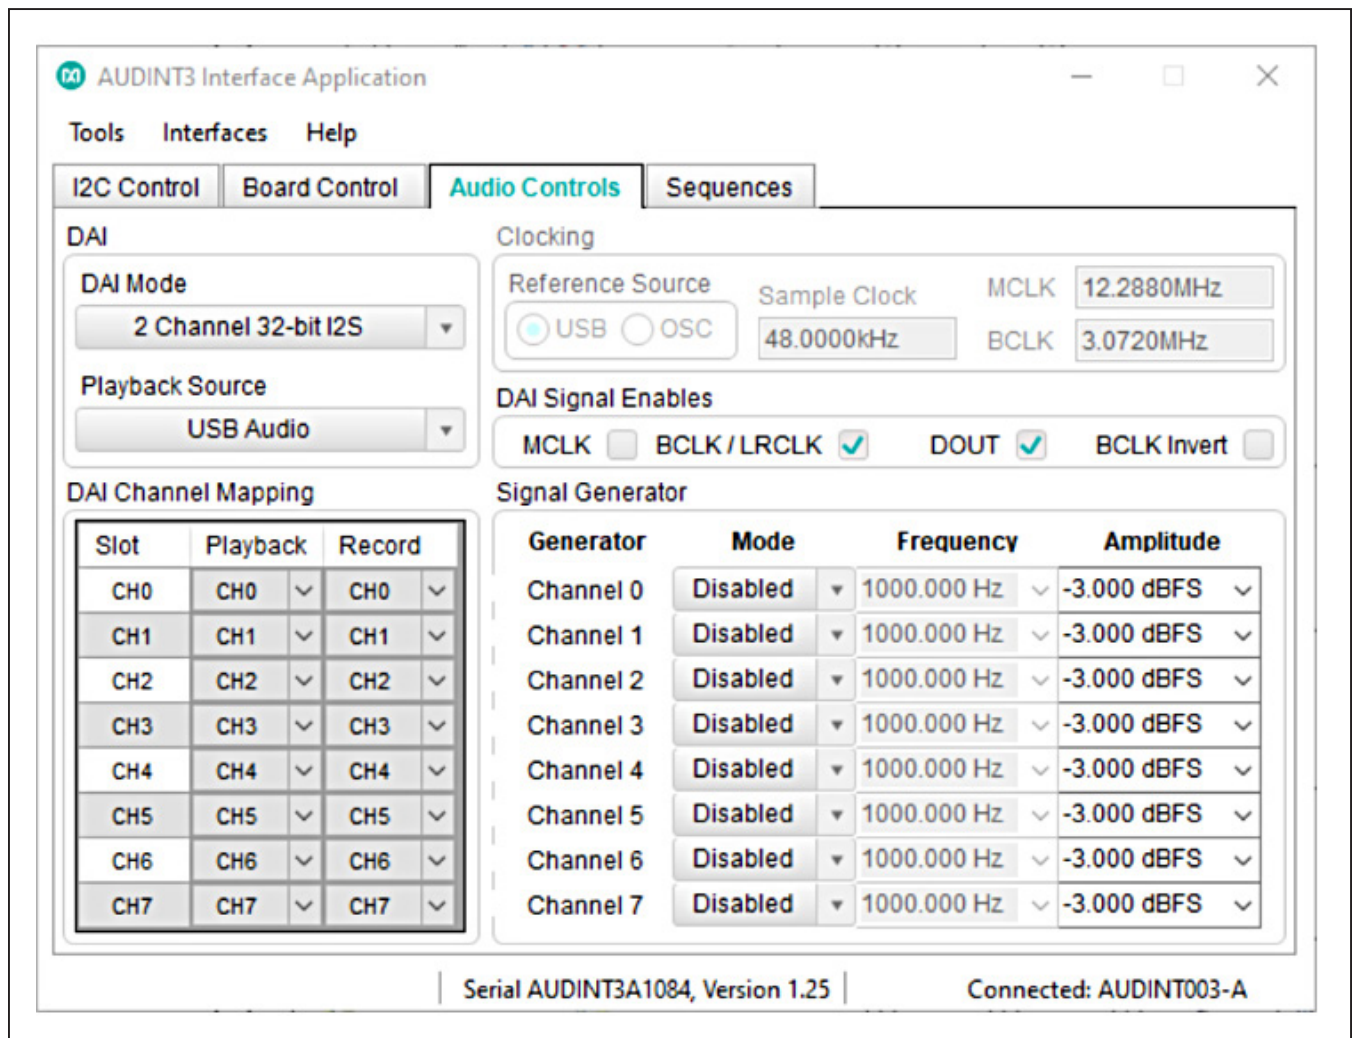 AUDINT3 Interface Application
Tools Interfaces Help
I2C Control Board Control Audio Controls Sequences
DAI
DAI Mode
2 Channel 32-bit I2S
Playback Source
USB Audio
Clocking
Reference Source
USB OSC
Sample Clock
48.0000kHz
MCLK 12.2880MHz
BCLK 3.0720MHz
DAI Signal Enables
MCLK BCLK / LRCLK DOUT BCLK Invert
DAI Channel Mapping
Slot Playback Record
CH0 CH0 CH0
CH1 CH1 CH1
CH2 CH2 CH2
CH3 CH3 CH3
CH4 CH4 CH4
CH5 CH5 CH5
CH6 CH6 CH6
CH7 CH7 CH7
Signal Generator
Generator Mode Frequency Amplitude
Channel 0 Disabled 1000.000 Hz -3.000 dBFS
Channel 1 Disabled 1000.000 Hz -3.000 dBFS
Channel 2 Disabled 1000.000 Hz -3.000 dBFS
Channel 3 Disabled 1000.000 Hz -3.000 dBFS
Channel 4 Disabled 1000.000 Hz -3.000 dBFS
Channel 5 Disabled 1000.000 Hz -3.000 dBFS
Channel 6 Disabled 1000.000 Hz -3.000 dBFS
Channel 7 Disabled 1000.000 Hz -3.000 dBFS
Serial AUDINT3A1084, Version 1.25
Connected: AUDINT003-A